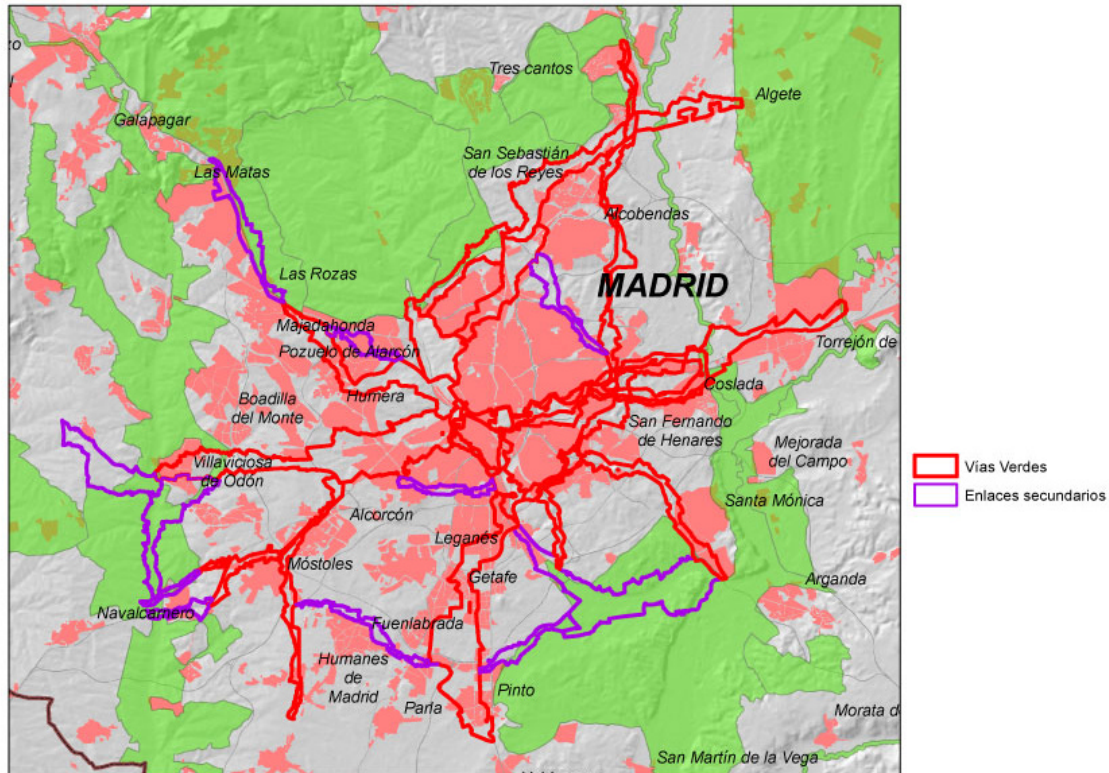 zo
Tres cantos
Algete
Galapagar
San Sebastián
de los Reyes
Las Matas
Alcobendas
Las Rozas
MADRID
Majadahonda
Torrejón de
Pozuelo de Alarcón
Coslada
Boadilla
del Monte
Humera
San Fernando
de Henares
Mejorada
del Campo
Villaviciosa
de Odón
Vías Verdes
Enlaces secundarios
Santa Mónica
Alcorcón
Leganés
Móstoles
Getafe
Arganda
Navalcarnero
Fuenlabrada
Humanes
de
Madrid
Pinto
Parla
Morata d
San Martín de la Vega